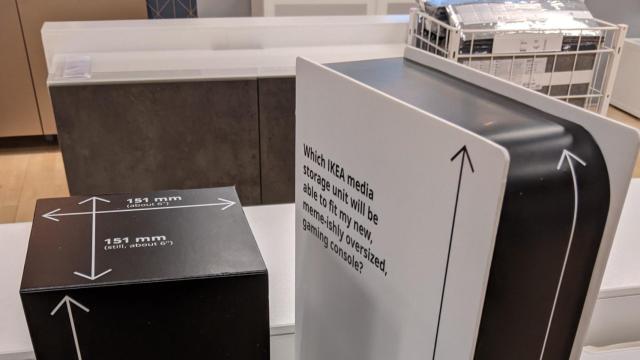 151 mm
(about 6")
151 mm
(still, about 6")
Which IKEA media
storage unit will be
able to fit my new,
meme-ishly oversized,
gaming console?